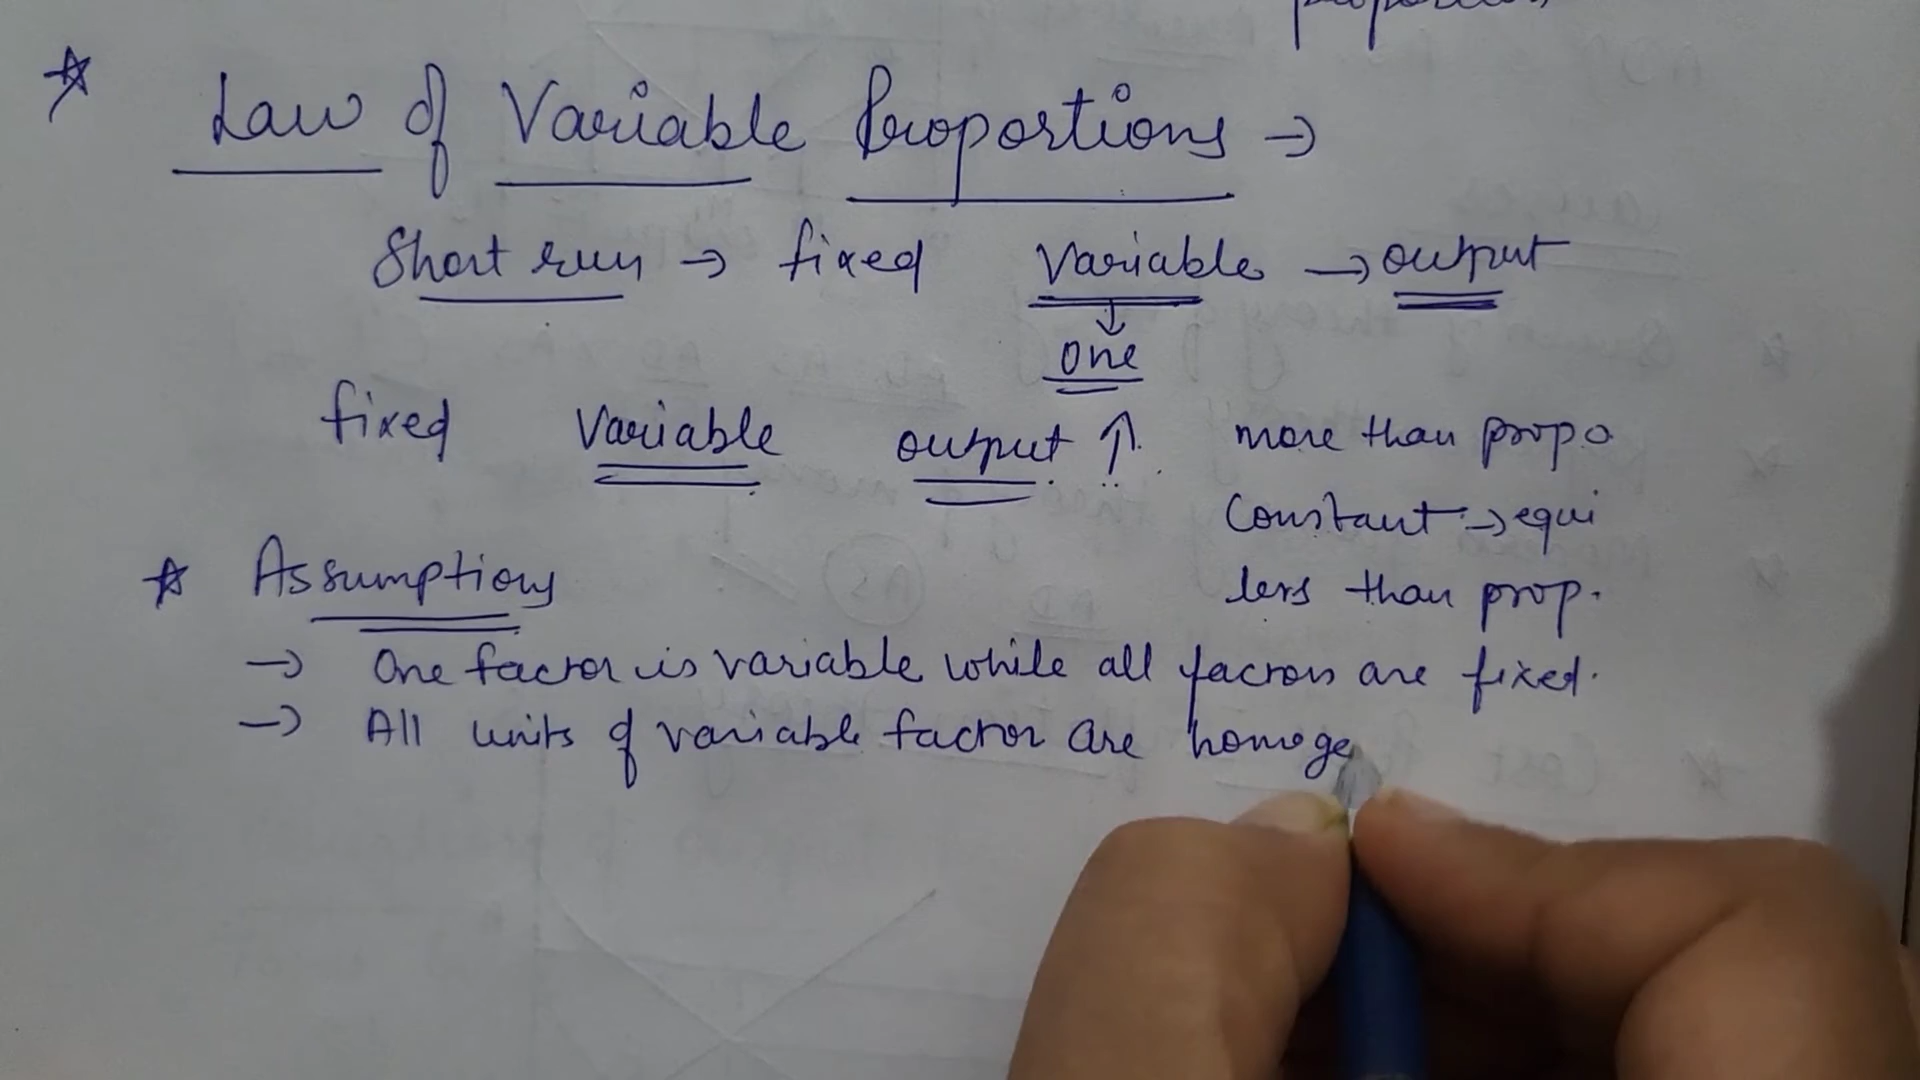 ☆ Law of Variable Proportions →
Short run → fixed Variable → output
↓
one
fixed Variable output ↑ more than propo
Constant → equi
less than prop.
☆ Assumptions
→ One factor is variable while all factors are fixed.
→ All units of variable factor are homoge